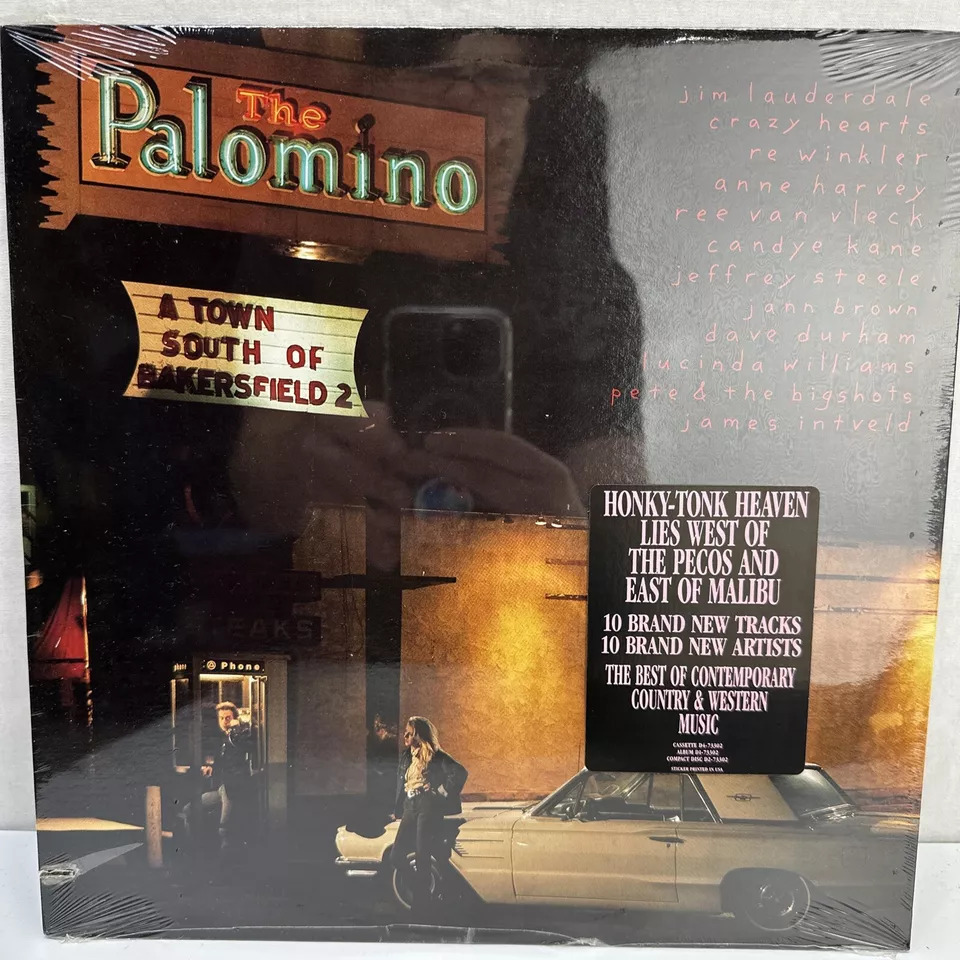 The
Palomino
A TOWN
SOUTH OF
BAKERSFIELD 2
jim lauderdale
crazy hearts
re winkler
anne harvey
ree van vleck
candye kane
jeffrey steele
jann brown
dave durham
lucinda williams
pete & the bigshots
james intveld
HONKY-TONK HEAVEN
LIES WEST OF
THE PECOS AND
EAST OF MALIBU
10 BRAND NEW TRACKS
10 BRAND NEW ARTISTS
THE BEST OF CONTEMPORARY
COUNTRY & WESTERN
MUSIC
CASSETTE D4-73302
ALBUM D1-73302
COMPACT DISC D2-73302
STICKER PRINTED IN USA
Phone